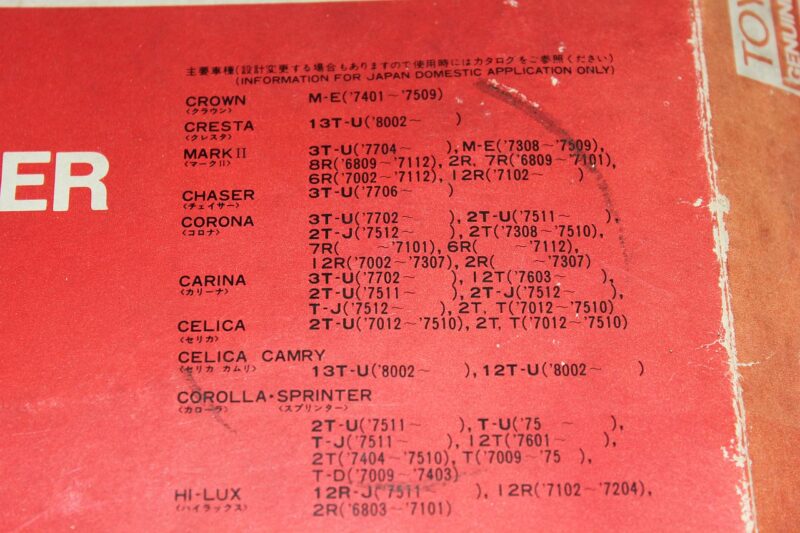 主要車種(設計変更する場合もありますので使用時にはカタログをご参照ください)
(INFORMATION FOR JAPAN DOMESTIC APPLICATION ONLY)
CROWN M-E('7401〜'7509)
〈クラウン〉
CRESTA 13T-U('8002〜 )
〈クレスタ〉
MARK II 3T-U('7704〜 ), M-E('7308〜'7509),
〈マークII〉 8R('6809〜'7112), 2R, 7R('6809〜'7101),
6R('7002〜'7112), 12R('7102〜 )
CHASER 3T-U('7706〜 )
〈チェイサー〉
CORONA 3T-U('7702〜 ), 2T-U('7511〜 ),
〈コロナ〉 2T-J('7512〜 ), 2T('7308〜'7510),
7R( 〜'7101), 6R( 〜'7112),
12R('7002〜'7307), 2R( 〜'7307)
CARINA 3T-U('7702〜 ), 12T('7603〜 ),
〈カリーナ〉 2T-U('7511〜 ), 2T-J('7512〜 ),
T-J('7512〜 ), 2T, T('7012〜'7510)
CELICA 2T-U('7012〜'7510), 2T, T('7012〜'7510)
〈セリカ〉
CELICA CAMRY
〈セリカ カムリ〉 13T-U('8002〜 ), 12T-U('8002〜 )
COROLLA・SPRINTER
〈カローラ〉 〈スプリンター〉
2T-U('7511〜 ), T-U('75 〜 ),
T-J('7511〜 ), 12T('7601〜 ),
2T('7404〜'7510), T('7009〜'75 ),
T-D('7009〜'7403)
HI-LUX 12R-J('7511〜 ), 12R('7102〜'7204),
〈ハイラックス〉 2R('6803〜'7101)
ER
TOY
GENUINE